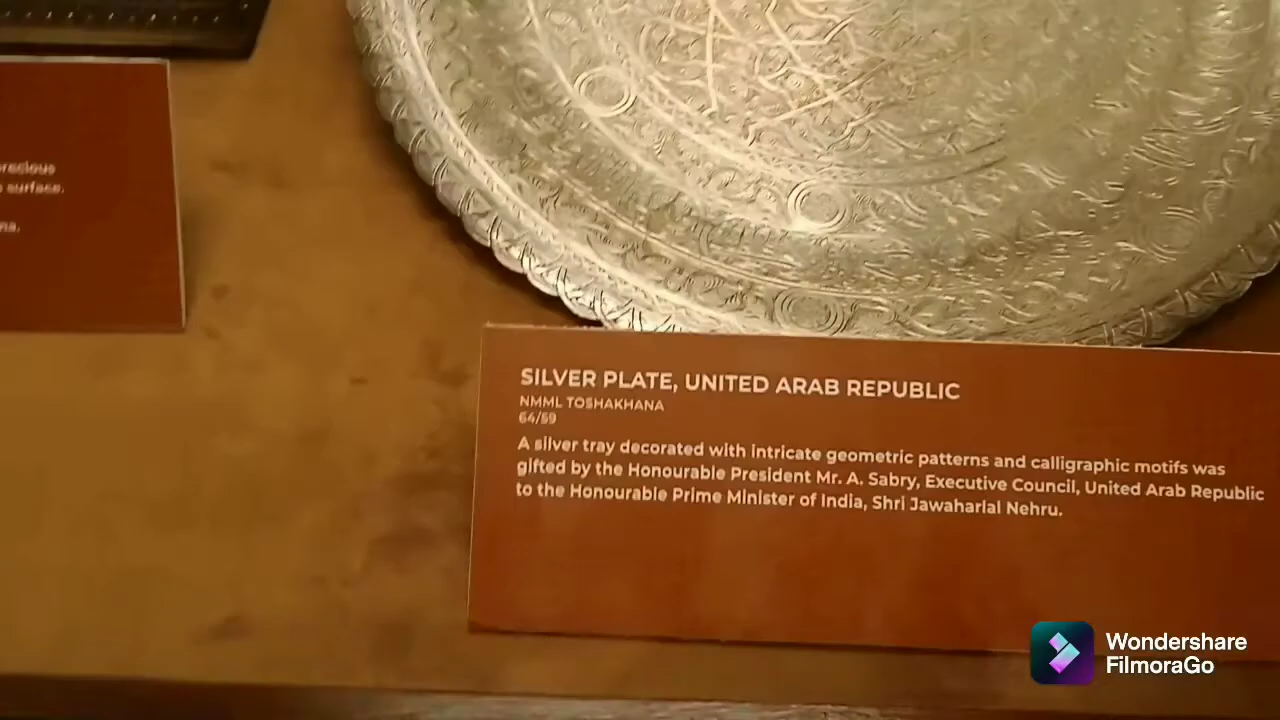 recious
surface.
na.
SILVER PLATE, UNITED ARAB REPUBLIC
NMML TOSHAKHANA
64/59
A silver tray decorated with intricate geometric patterns and calligraphic motifs was
gifted by the Honourable President Mr. A. Sabry, Executive Council, United Arab Republic
to the Honourable Prime Minister of India, Shri Jawaharlal Nehru.
Wondershare
FilmoraGo